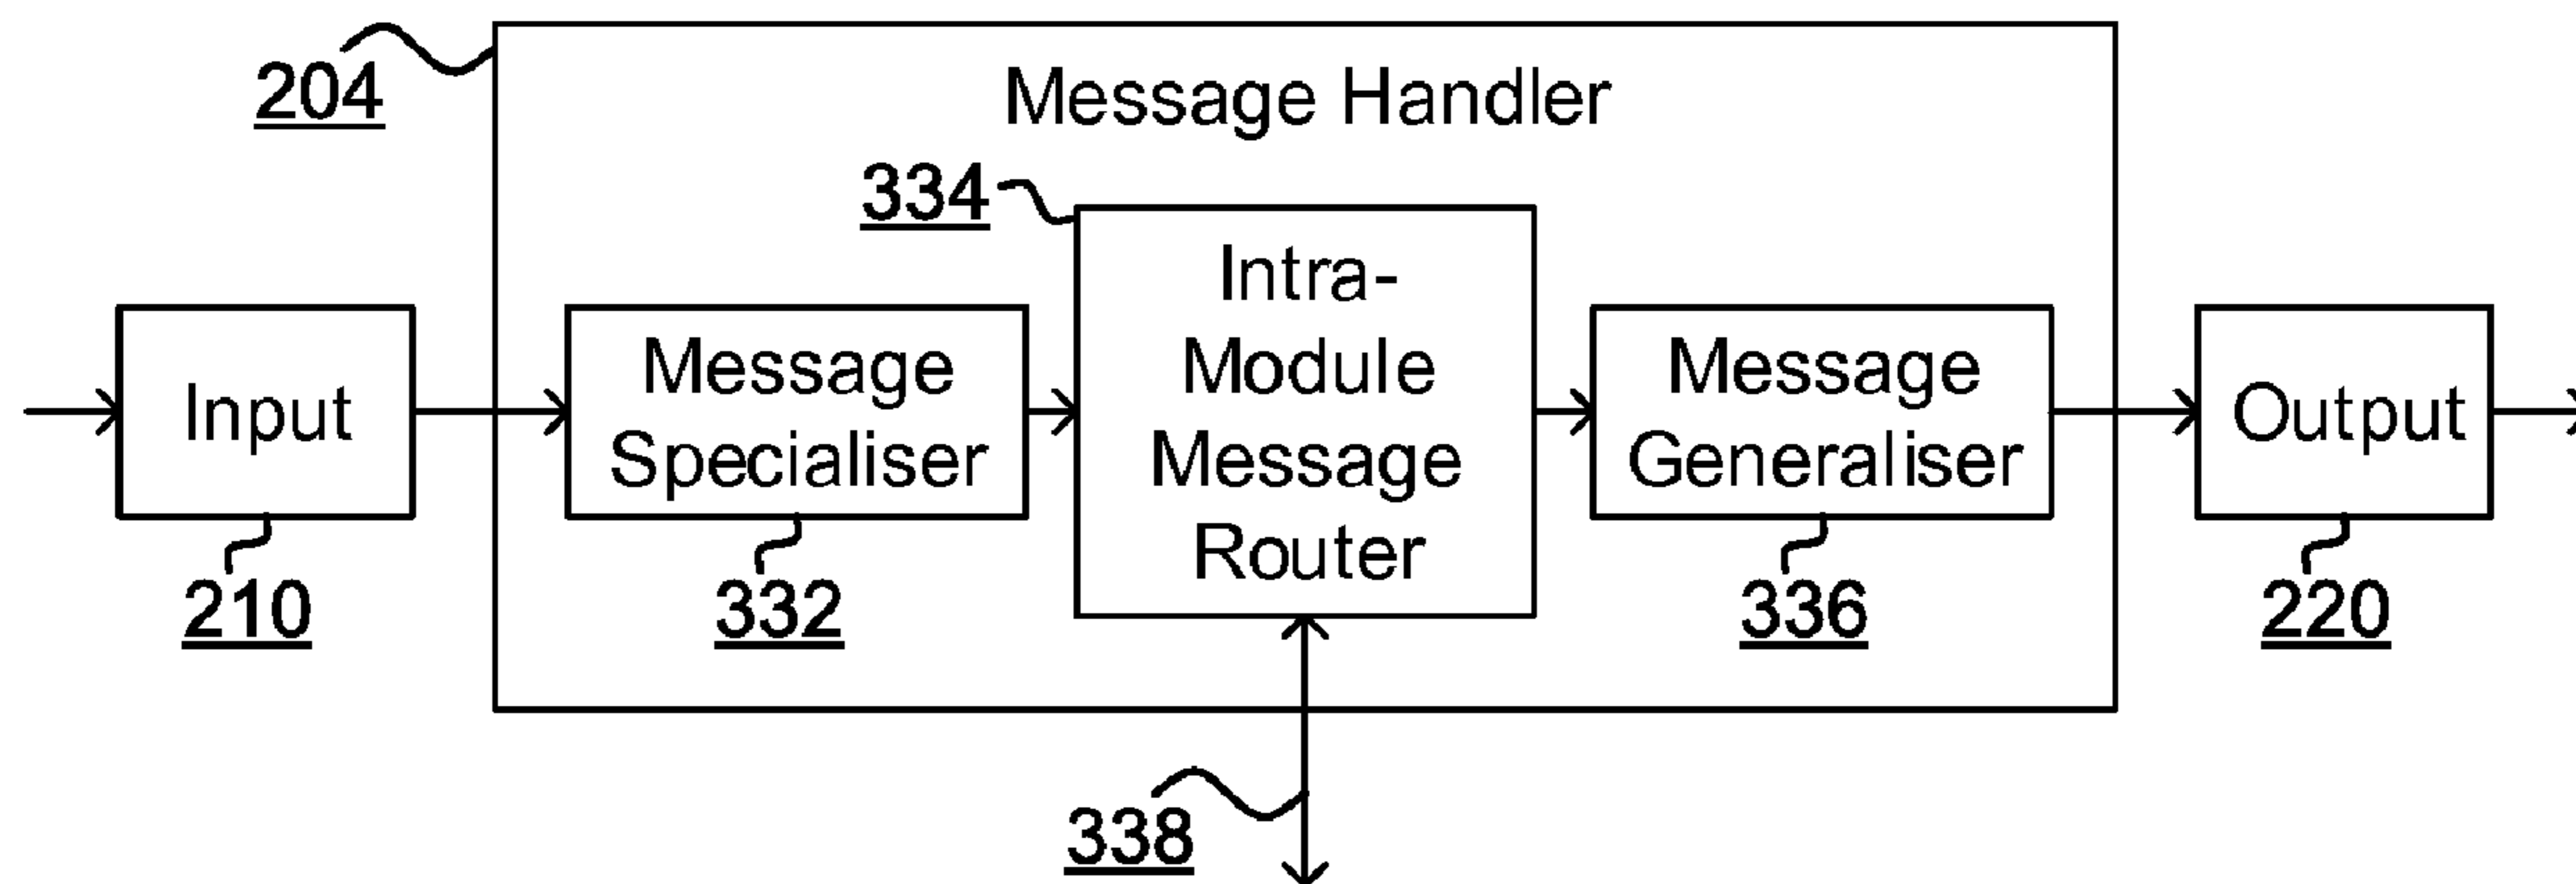 204
Message Handler
334
Intra-
Module
Message
Router
Input
210
Message
Specialiser
332
Message
Generaliser
336
Output
220
338